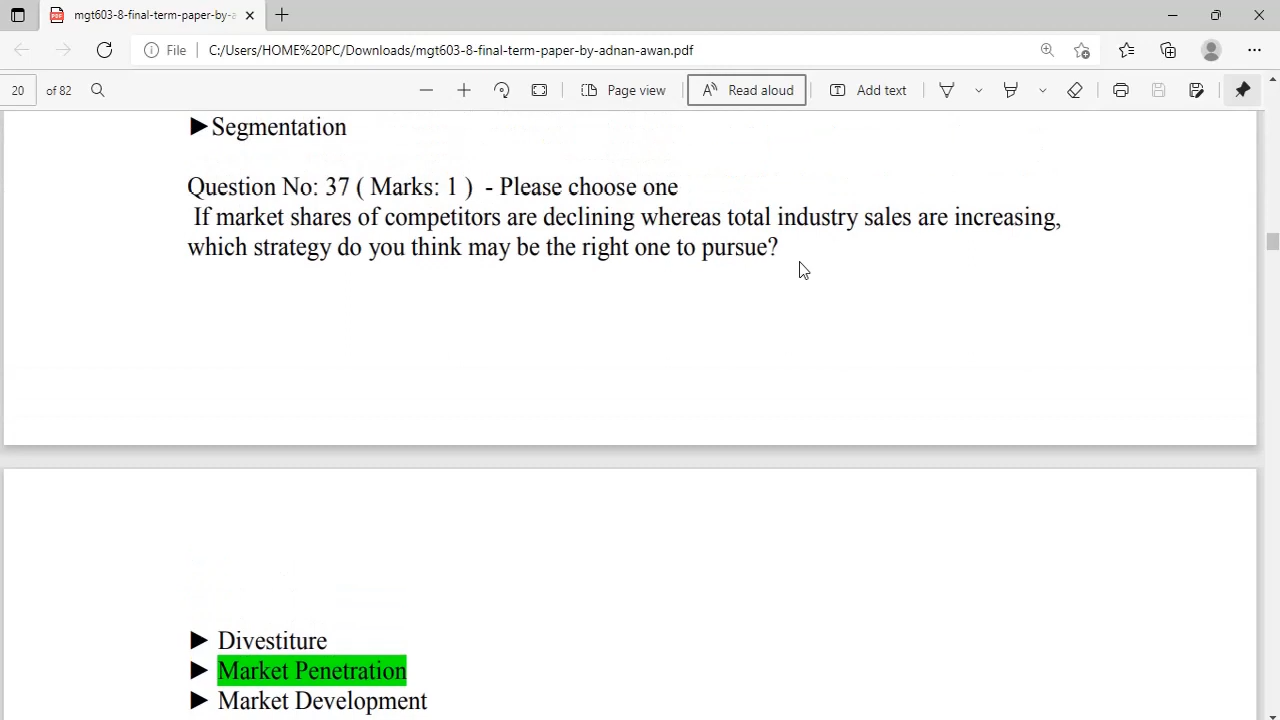 mgt603-8-final-term-paper-by-a
File
C:/Users/HOME%20PC/Downloads/mgt603-8-final-term-paper-by-adnan-awan.pdf
20 of 82
Page view
Read aloud
Add text
►Segmentation
Question No: 37 ( Marks: 1 ) - Please choose one
If market shares of competitors are declining whereas total industry sales are increasing,
which strategy do you think may be the right one to pursue?
► Divestiture
► Market Penetration
► Market Development